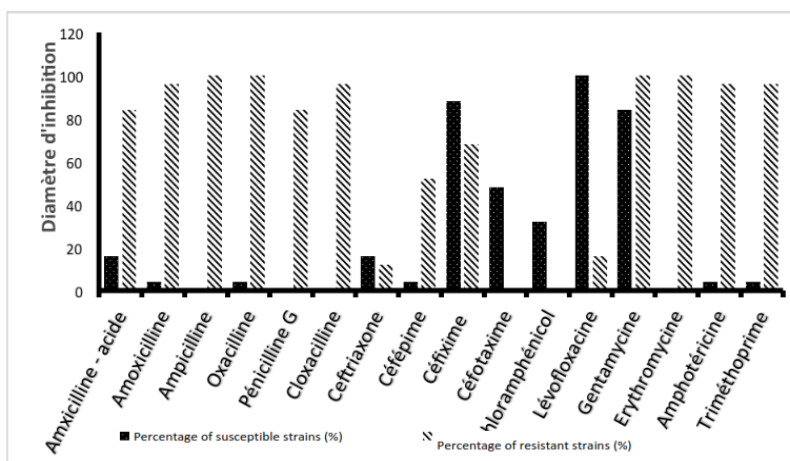 Diamètre d'inhibition
120
100
80
60
40
20
0
Amxicilline - acide
Amoxicilline
Ampicilline
Oxacilline
Pénicilline G
Cloxacilline
Ceftriaxone
Céfépime
Céfixime
Céfotaxime
hloramphénicol
Lévofloxacine
Gentamycine
Erythromycine
Amphotéricine
Triméthoprime
Percentage of susceptible strains (%)
Percentage of resistant strains (%)